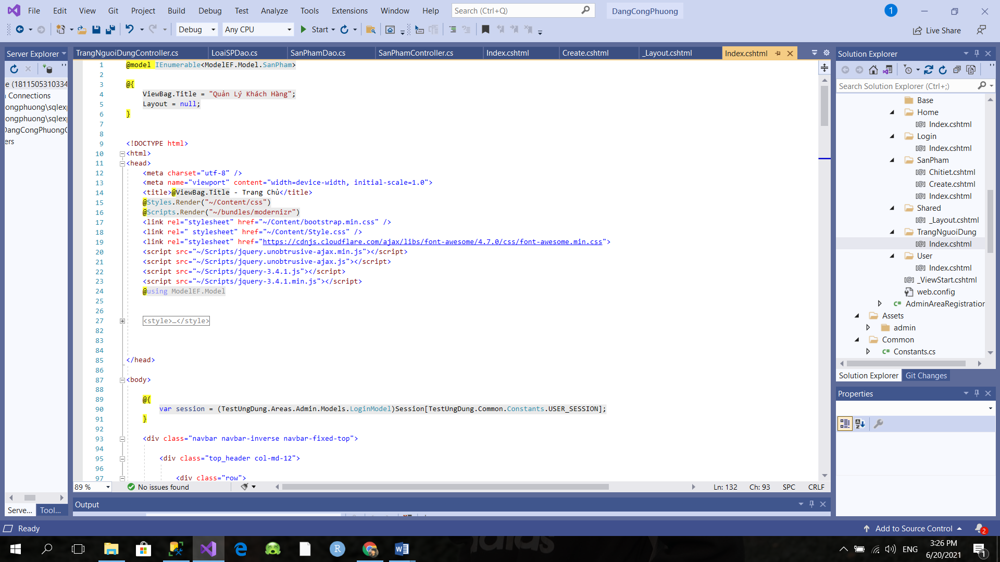 File Edit View Git Project Build Debug Test Analyze Tools Extensions Window Help Search (Ctrl+Q) DangCongPhuong 1
Debug Any CPU Start Live Share
Server Explorer
e (1811505310334
Connections
ongphuong\sqlexp
ongphuong\sqlex
DangCongPhuong
ers
Serve... Tool...
TrangNguoiDungController.cs LoaiSPDao.cs SanPhamDao.cs SanPhamController.cs Index.cshtml Create.cshtml _Layout.cshtml Index.cshtml
1 @model IEnumerable<ModelEF.Model.SanPham>
2
3 @{
4 ViewBag.Title = "Quản Lý Khách Hàng";
5 Layout = null;
6 }
7
8
9 <!DOCTYPE html>
10 <html>
11 <head>
12 <meta charset="utf-8" />
13 <meta name="viewport" content="width=device-width, initial-scale=1.0">
14 <title>@ViewBag.Title - Trang Chủ</title>
15 @Styles.Render("~/Content/css")
16 @Scripts.Render("~/bundles/modernizr")
17 <link rel="stylesheet" href="~/Content/bootstrap.min.css" />
18 <link rel=" stylesheet" href="~/Content/Style.css" />
19 <link rel="stylesheet" href="https://cdnjs.cloudflare.com/ajax/libs/font-awesome/4.7.0/css/font-awesome.min.css">
20 <script src="~/Scripts/jquery.unobtrusive-ajax.min.js"></script>
21 <script src="~/Scripts/jquery.unobtrusive-ajax.js"></script>
22 <script src="~/Scripts/jquery-3.4.1.js"></script>
23 <script src="~/Scripts/jquery-3.4.1.min.js"></script>
24 @using ModelEF.Model
25
26
27 <style>…</style>
82
83
84
85 </head>
86
87 <body>
88
89 @{
90 var session = (TestUngDung.Areas.Admin.Models.LoginModel)Session[TestUngDung.Common.Constants.USER_SESSION];
91 }
92
93 <div class="navbar navbar-inverse navbar-fixed-top">
94
95 <div class="top_header col-md-12">
96
97 <div class="row">
89 % No issues found Ln: 132 Ch: 93 SPC CRLF
Output
Solution Explorer
Search Solution Explorer (Ctrl+;)
Base
Home
Index.cshtml
Login
Index.cshtml
SanPham
Chitiet.cshtml
Create.cshtml
Index.cshtml
Shared
_Layout.cshtml
TrangNguoiDung
Index.cshtml
User
Index.cshtml
_ViewStart.cshtml
web.config
AdminAreaRegistration
Assets
admin
Common
C# Constants.cs
Solution Explorer Git Changes
Properties
Ready Add to Source Control 2
ENG 3:26 PM
6/20/2021 1